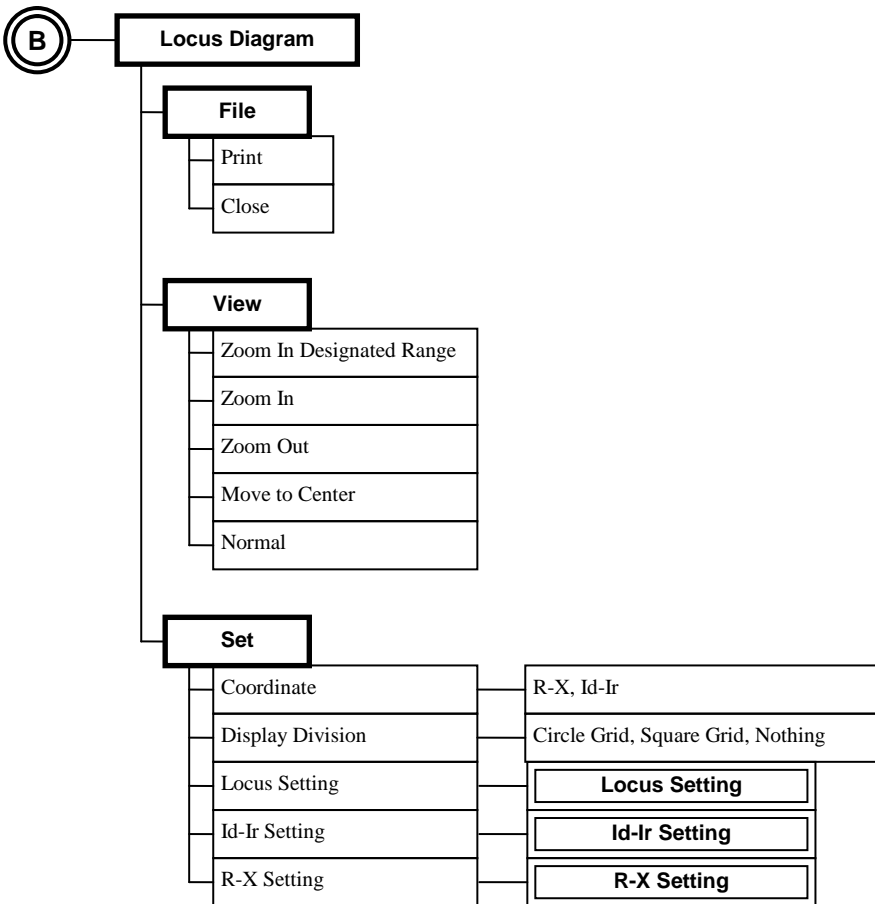 B Locus Diagram
File
Print
Close
View
Zoom In Designated Range
Zoom In
Zoom Out
Move to Center
Normal
Set
Coordinate R-X, Id-Ir
Display Division Circle Grid, Square Grid, Nothing
Locus Setting Locus Setting
Id-Ir Setting Id-Ir Setting
R-X Setting R-X Setting